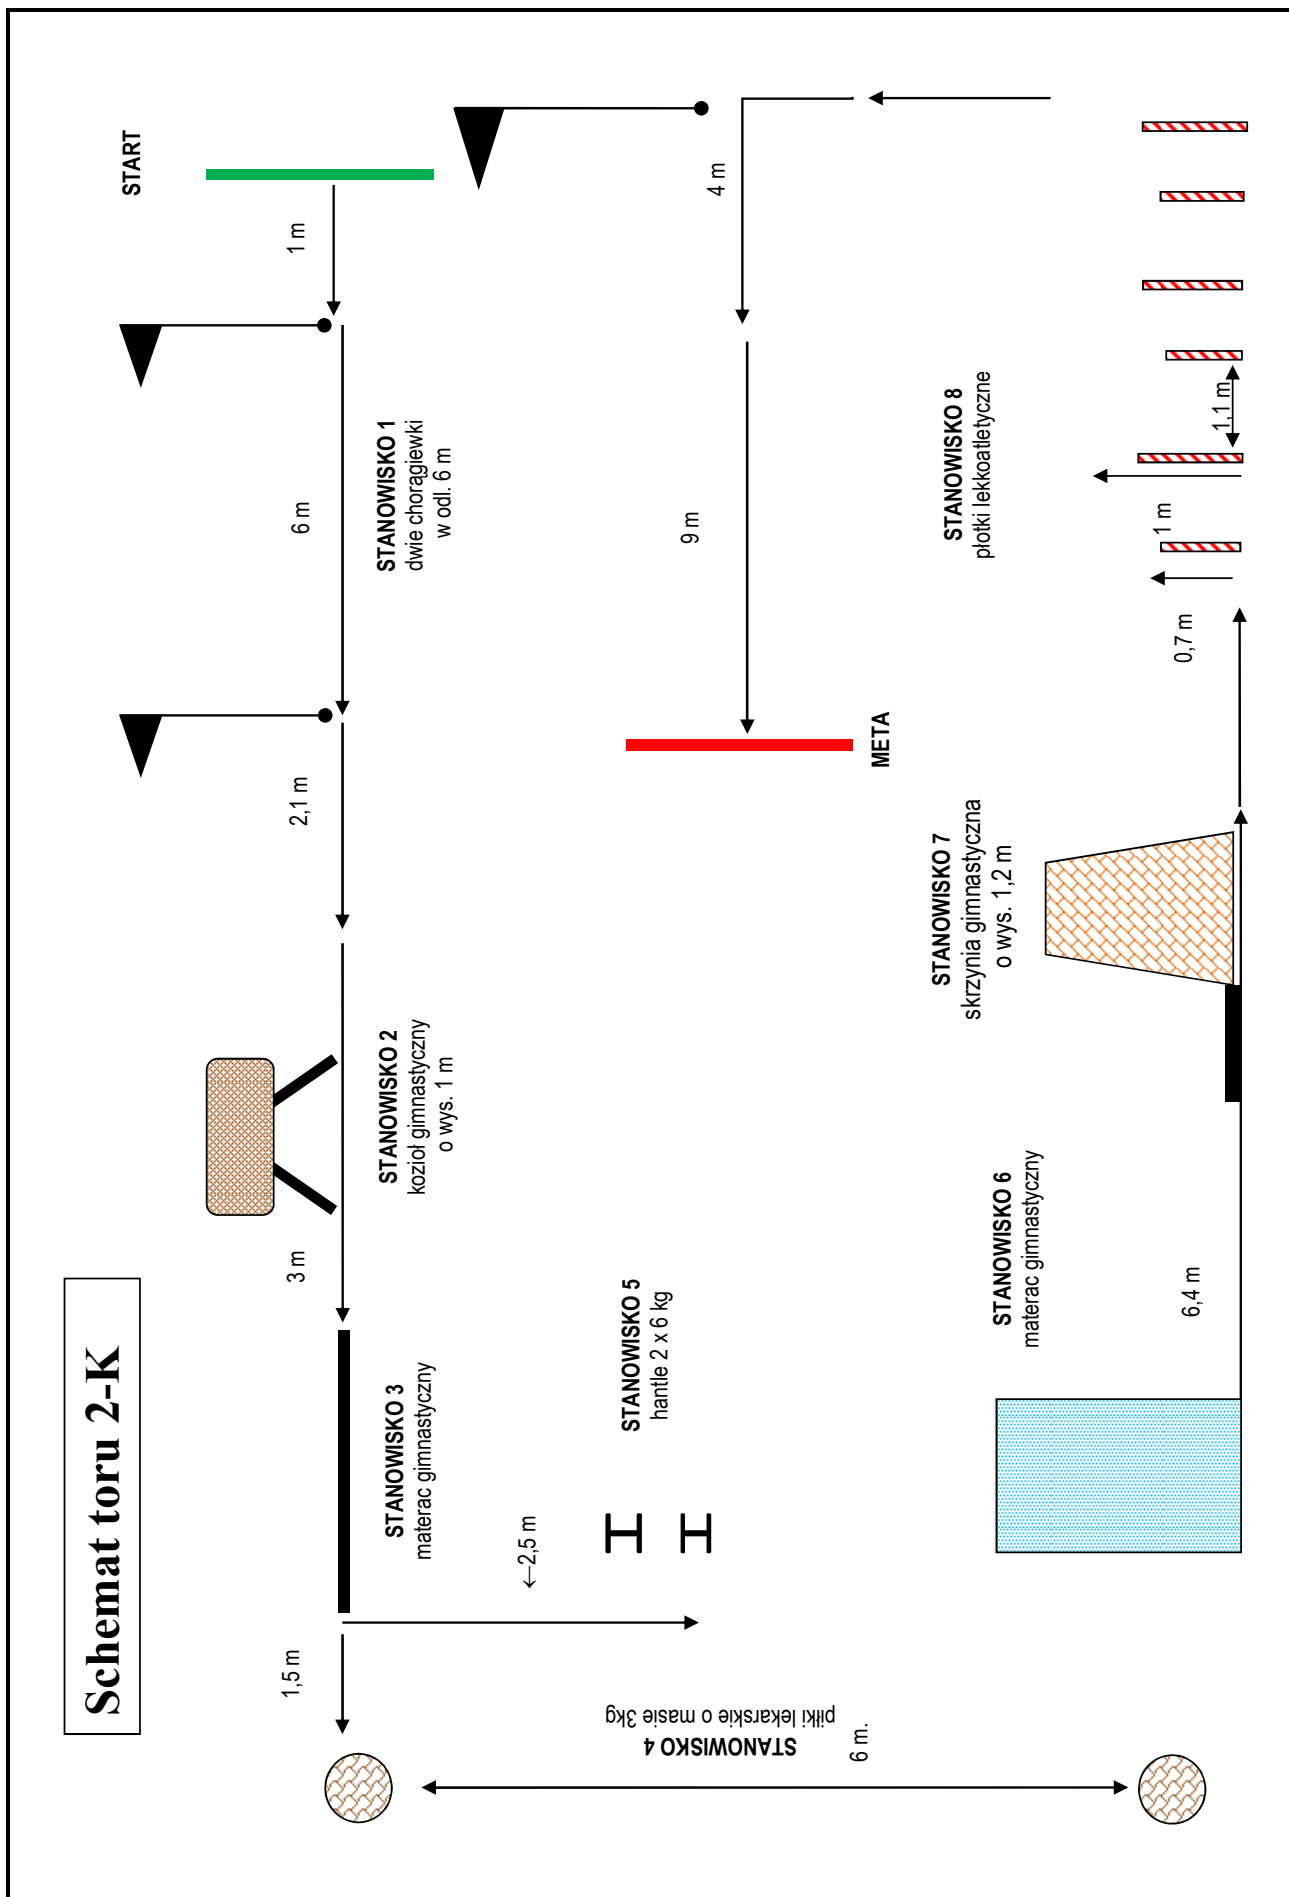 Schemat toru 2-K
START
1 m
6 m
STANOWISKO 1
dwie chorągiewki
w odl. 6 m
2,1 m
STANOWISKO 2
kozioł gimnastyczny
o wys. 1 m
3 m
STANOWISKO 3
materac gimnastyczny
1,5 m
←2,5 m
STANOWISKO 4
piłki lekarskie o masie 3kg
6 m.
STANOWISKO 5
hantle 2 x 6 kg
STANOWISKO 6
materac gimnastyczny
6,4 m
STANOWISKO 7
skrzynia gimnastyczna
o wys. 1,2 m
0,7 m
1 m
1,1 m
STANOWISKO 8
płotki lekkoatletyczne
4 m
9 m
META